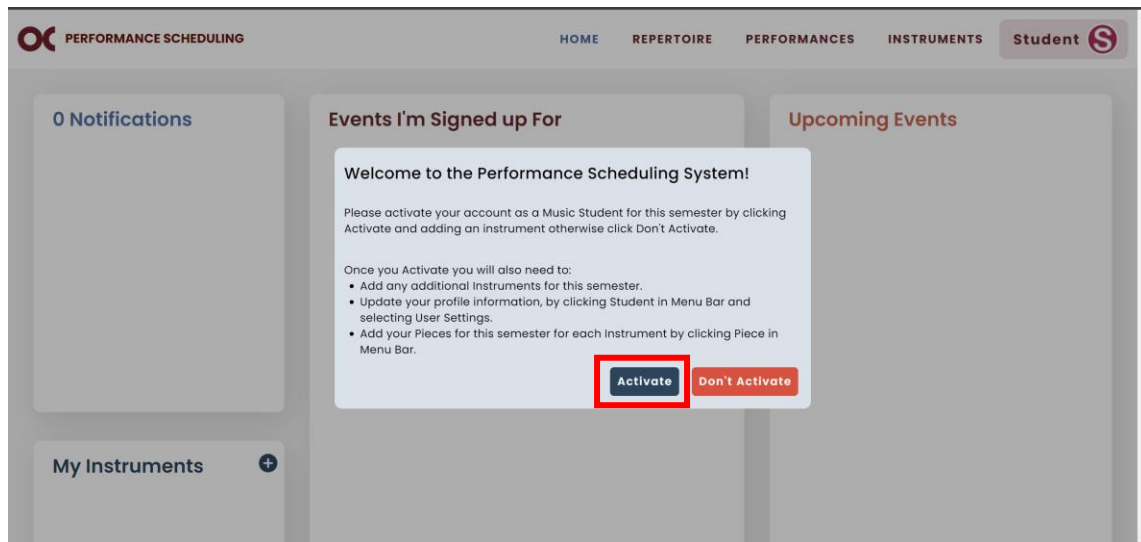 OC PERFORMANCE SCHEDULING
HOME REPERTOIRE PERFORMANCES INSTRUMENTS Student S
0 Notifications
Events I'm Signed up For
Upcoming Events
Welcome to the Performance Scheduling System!
Please activate your account as a Music Student for this semester by clicking
Activate and adding an instrument otherwise click Don't Activate.
Once you Activate you will also need to:
• Add any additional Instruments for this semester.
• Update your profile information, by clicking Student in Menu Bar and
selecting User Settings.
• Add your Pieces for this semester for each Instrument by clicking Piece in
Menu Bar.
Activate Don't Activate
My Instruments